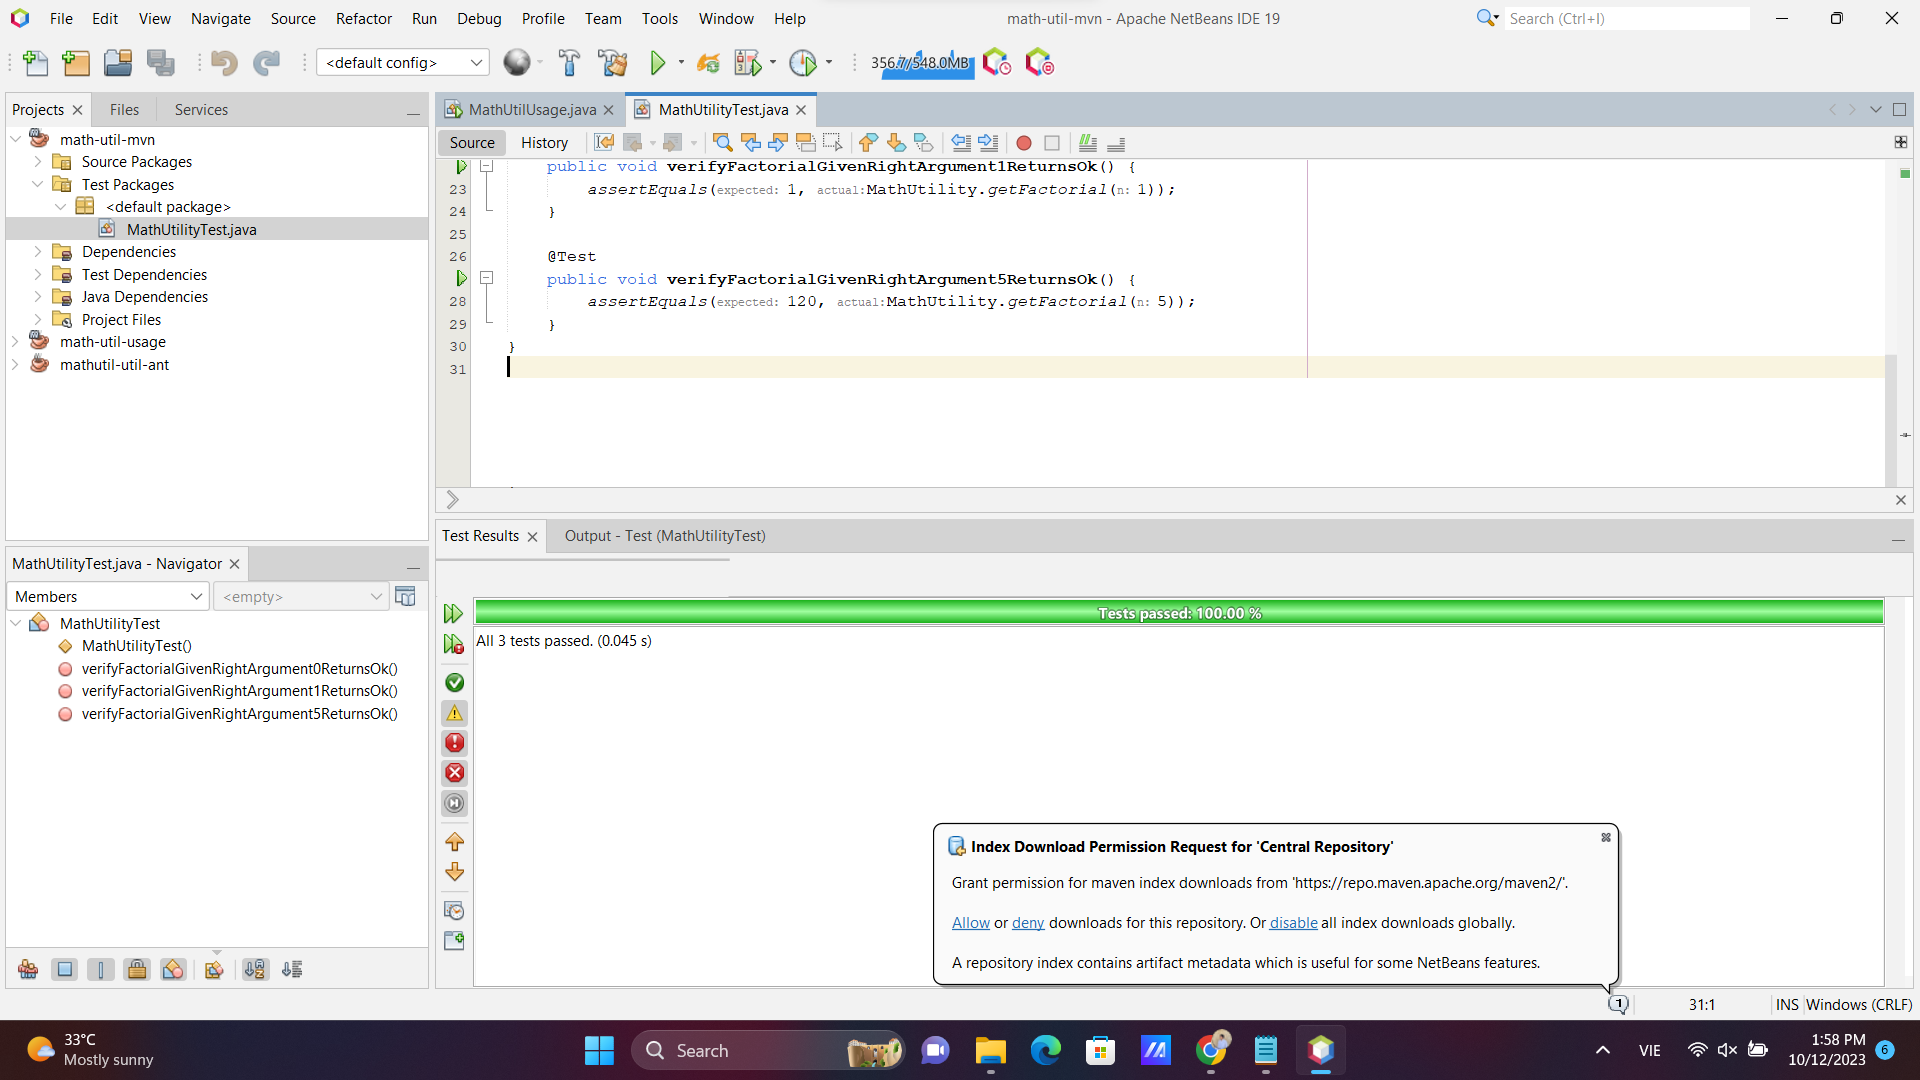 File Edit View Navigate Source Refactor Run Debug Profile Team Tools Window Help
math-util-mvn - Apache NetBeans IDE 19
Search (Ctrl+I)
<default config>
356.7/548.0MB
Projects
Files
Services
math-util-mvn
Source Packages
Test Packages
<default package>
MathUtilityTest.java
Dependencies
Test Dependencies
Java Dependencies
Project Files
math-util-usage
mathutil-util-ant
MathUtilUsage.java
MathUtilityTest.java
Source
History
public void verifyFactorialGivenRightArgument1ReturnsOk() {
23 assertEquals(expected: 1, actual:MathUtility.getFactorial(n: 1));
24 }
25
26 @Test
public void verifyFactorialGivenRightArgument5ReturnsOk() {
28 assertEquals(expected: 120, actual:MathUtility.getFactorial(n: 5));
29 }
30 }
31
MathUtilityTest.java - Navigator
Members
<empty>
MathUtilityTest
MathUtilityTest()
verifyFactorialGivenRightArgument0ReturnsOk()
verifyFactorialGivenRightArgument1ReturnsOk()
verifyFactorialGivenRightArgument5ReturnsOk()
Test Results
Output - Test (MathUtilityTest)
Tests passed: 100.00 %
All 3 tests passed. (0.045 s)
Index Download Permission Request for 'Central Repository'
Grant permission for maven index downloads from 'https://repo.maven.apache.org/maven2/'.
Allow or deny downloads for this repository. Or disable all index downloads globally.
A repository index contains artifact metadata which is useful for some NetBeans features.
1
31:1
INS
Windows (CRLF)
33°C
Mostly sunny
Search
VIE
1:58 PM
10/12/2023
6